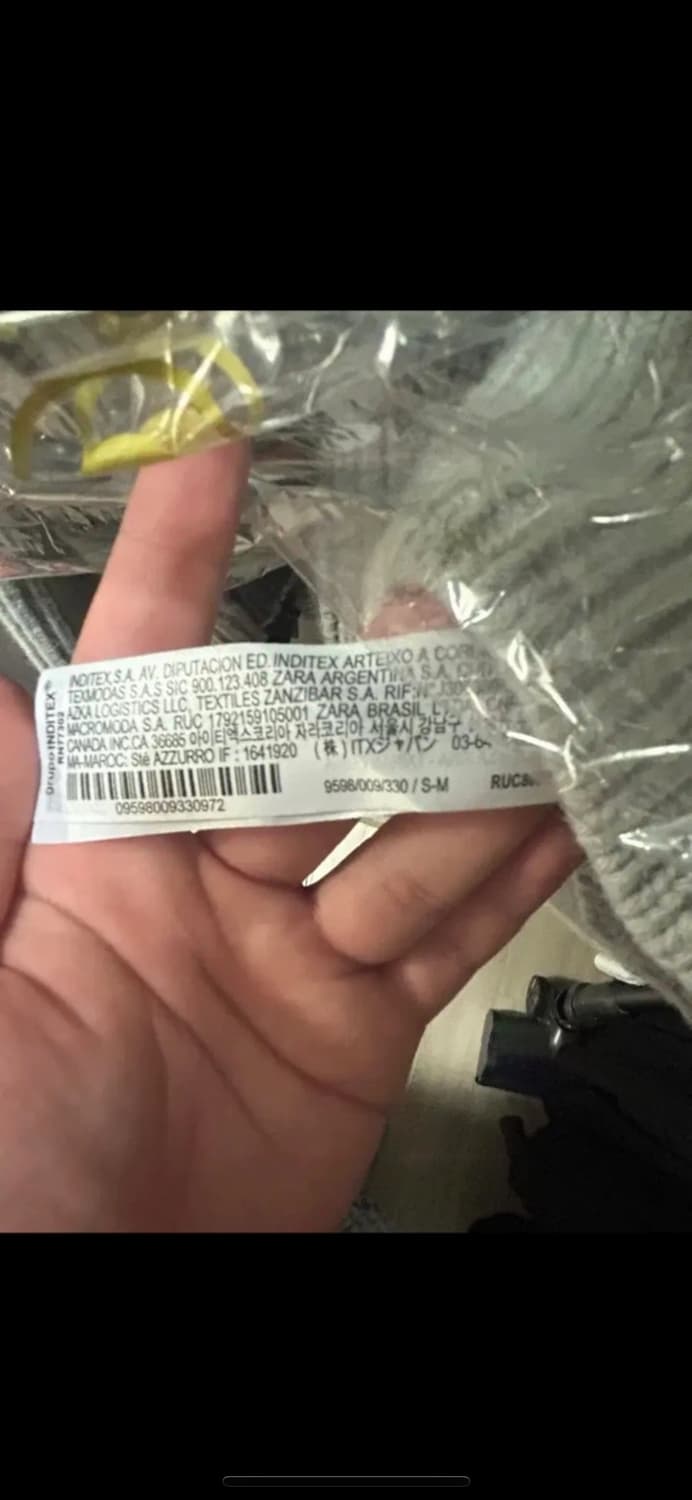 grupo INDITEX®
RN77302
INDITEX,S.A. AV. DIPUTACION ED. INDITEX ARTEIXO A
TEXMODAS S.A.S SIC 900.123.408 ZARA ARGENTINA S.A.
AZKA LOGISTICS LLC, TEXTILES ZANZIBAR S.A. RIF:
MACROMODA S.A. RUC 1792159105001 ZARA BRASIL
CANADA INC.CA 36685 아이티엑스코리아 자라코리아 서울시 강남구
MA-MAROC: Sté AZZURRO IF : 1641920 (株)ITXジャパン
09598009330972
9598/009/330 / S-M